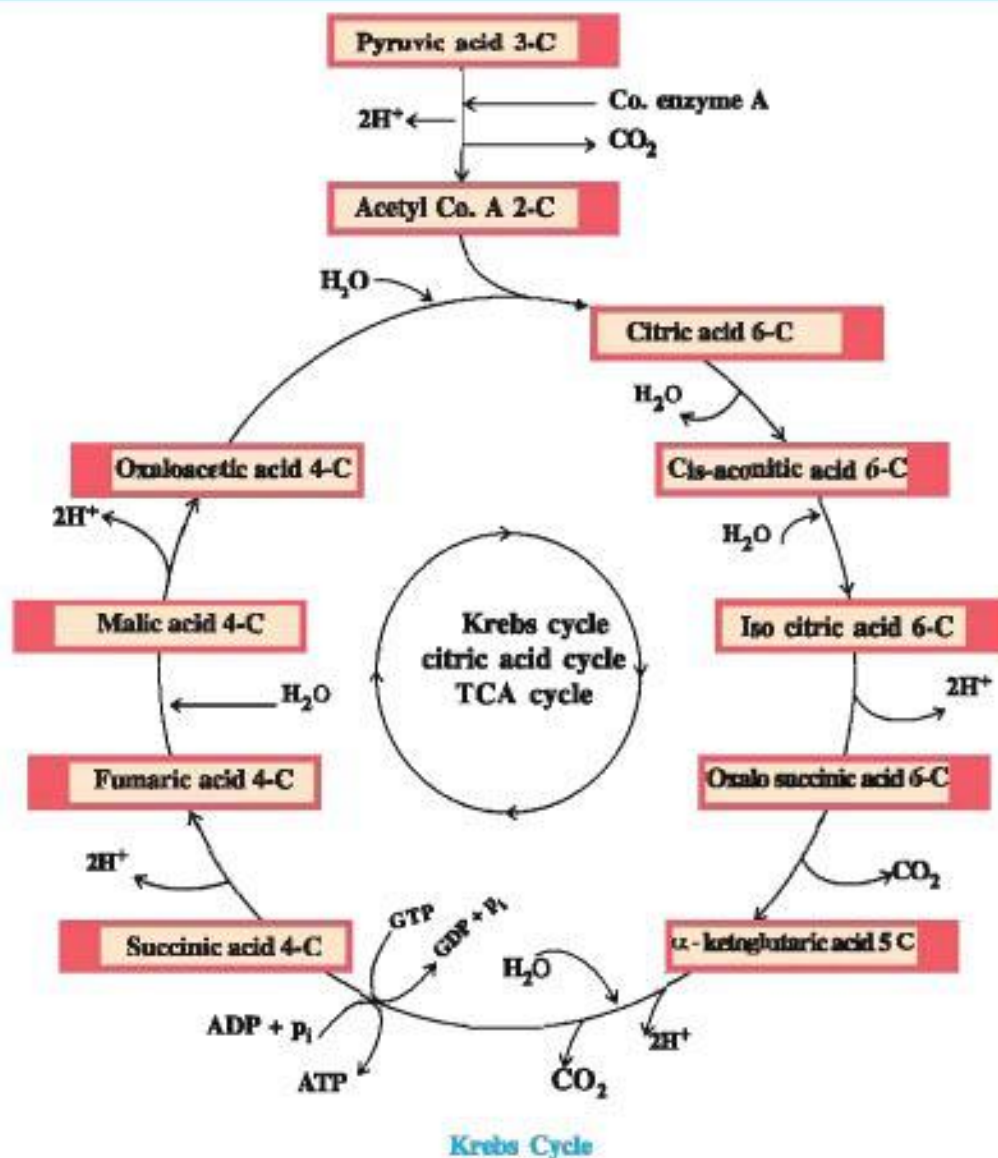 Pyruvic acid 3-C
Co. enzyme A
2H⁺
CO₂
Acetyl Co. A 2-C
H₂O
Citric acid 6-C
H₂O
Oxaloacetic acid 4-C
Cis-aconitic acid 6-C
2H⁺
H₂O
Malic acid 4-C
Krebs cycle
citric acid cycle
TCA cycle
Iso citric acid 6-C
2H⁺
H₂O
Fumaric acid 4-C
Oxalo succinic acid 6-C
2H⁺
CO₂
Succinic acid 4-C
GTP
GDP + pᵢ
H₂O
α - ketoglutaric acid 5 C
ADP + pᵢ
2H⁺
ATP
CO₂
Krebs Cycle